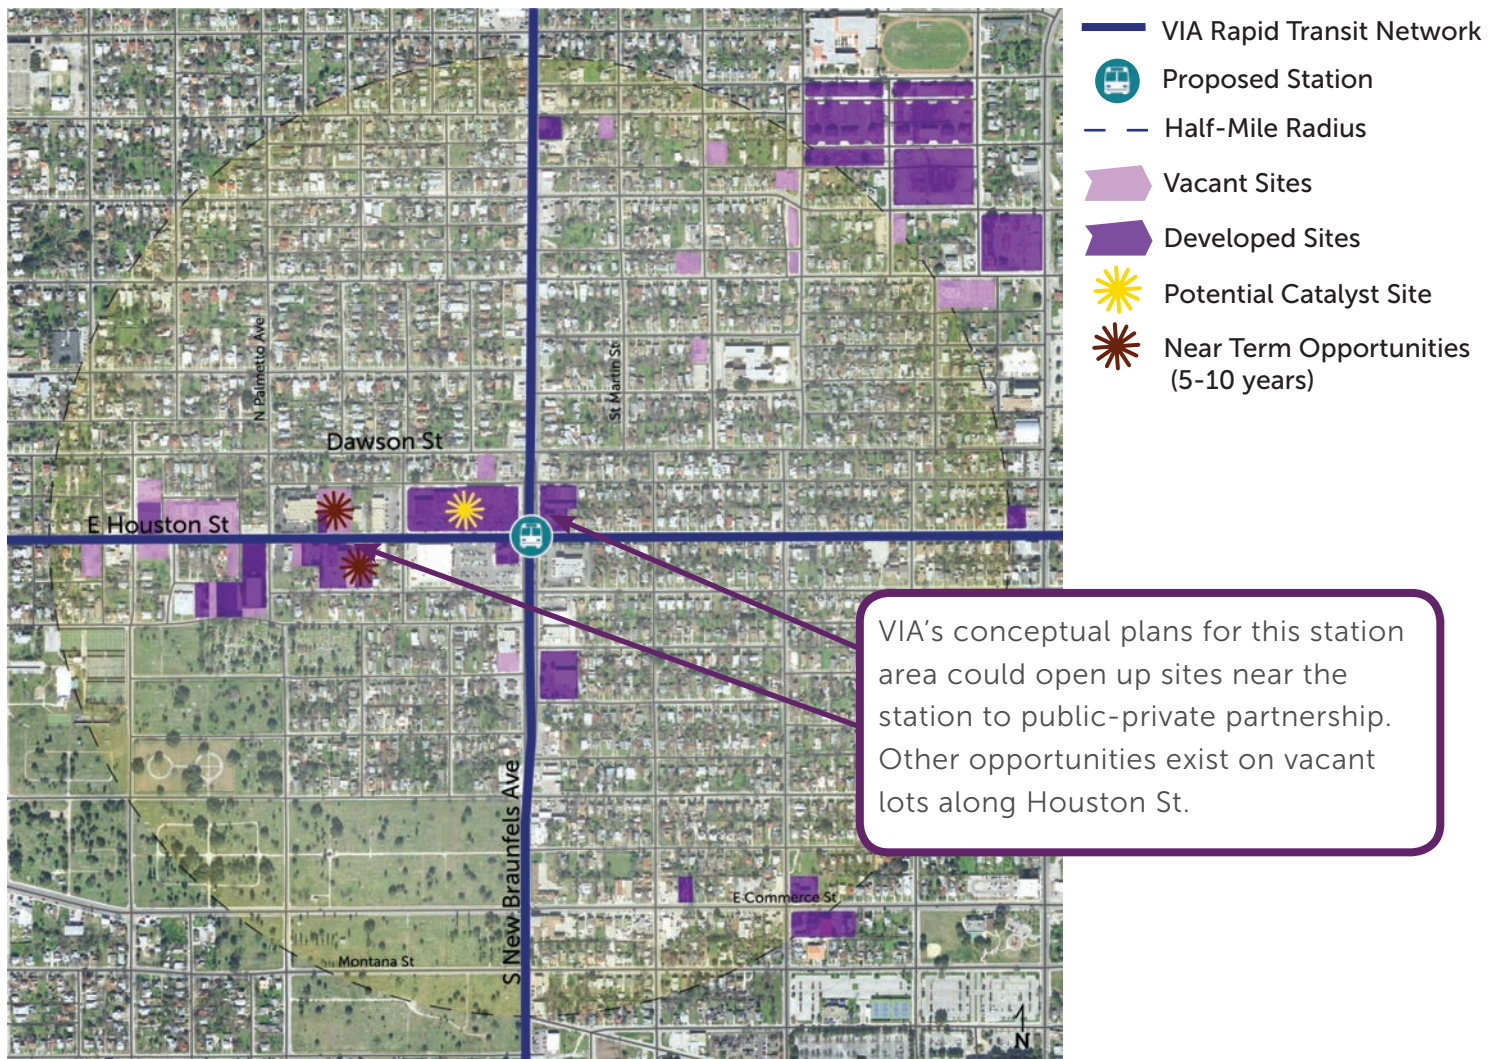 VIA Rapid Transit Network
Proposed Station
Half-Mile Radius
Vacant Sites
Developed Sites
Potential Catalyst Site
Near Term Opportunities
(5-10 years)
N Palmetto Ave
St Martin St
Dawson St
E Houston St
VIA’s conceptual plans for this station
area could open up sites near the
station to public-private partnership.
Other opportunities exist on vacant
lots along Houston St.
S New Braunfels Ave
E Commerce St
Montana St
N